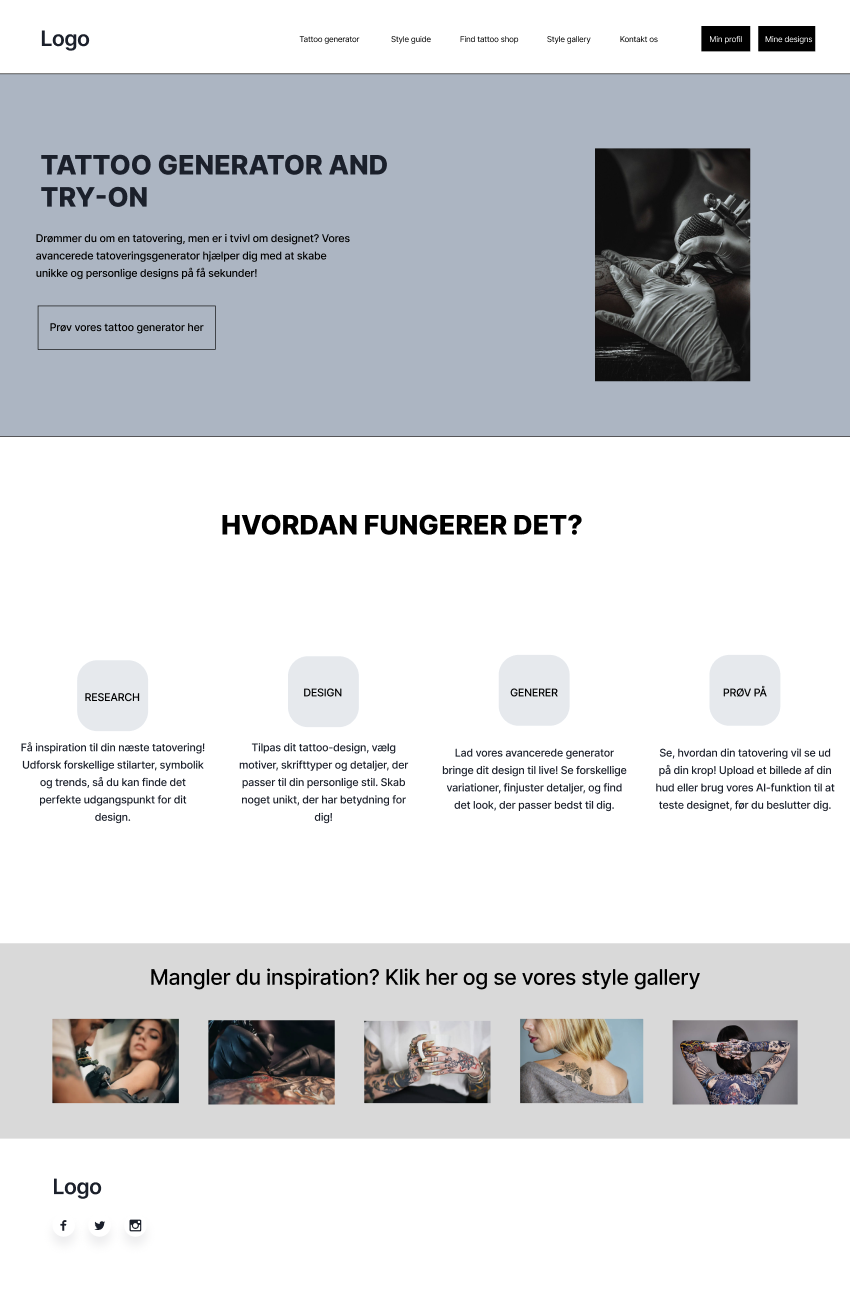 Logo
Tattoo generator
Style guide
Find tattoo shop
Style gallery
Kontakt os
Min profil
Mine designs
TATTOO GENERATOR AND
TRY-ON
Drømmer du om en tatovering, men er i tvivl om designet? Vores
avancerede tatoveringsgenerator hjælper dig med at skabe
unikke og personlige designs på få sekunder!
Prøv vores tattoo generator her
HVORDAN FUNGERER DET?
RESEARCH
Få inspiration til din næste tatovering!
Udforsk forskellige stilarter, symbolik
og trends, så du kan finde det
perfekte udgangspunkt for dit
design.
DESIGN
Tilpas dit tattoo-design, vælg
motiver, skrifttyper og detaljer, der
passer til din personlige stil. Skab
noget unikt, der har betydning for
dig!
GENERER
Lad vores avancerede generator
bringe dit design til live! Se forskellige
variationer, finjuster detaljer, og find
det look, der passer bedst til dig.
PRØV PÅ
Se, hvordan din tatovering vil se ud
på din krop! Upload et billede af din
hud eller brug vores AI-funktion til at
teste designet, før du beslutter dig.
Mangler du inspiration? Klik her og se vores style gallery
Logo